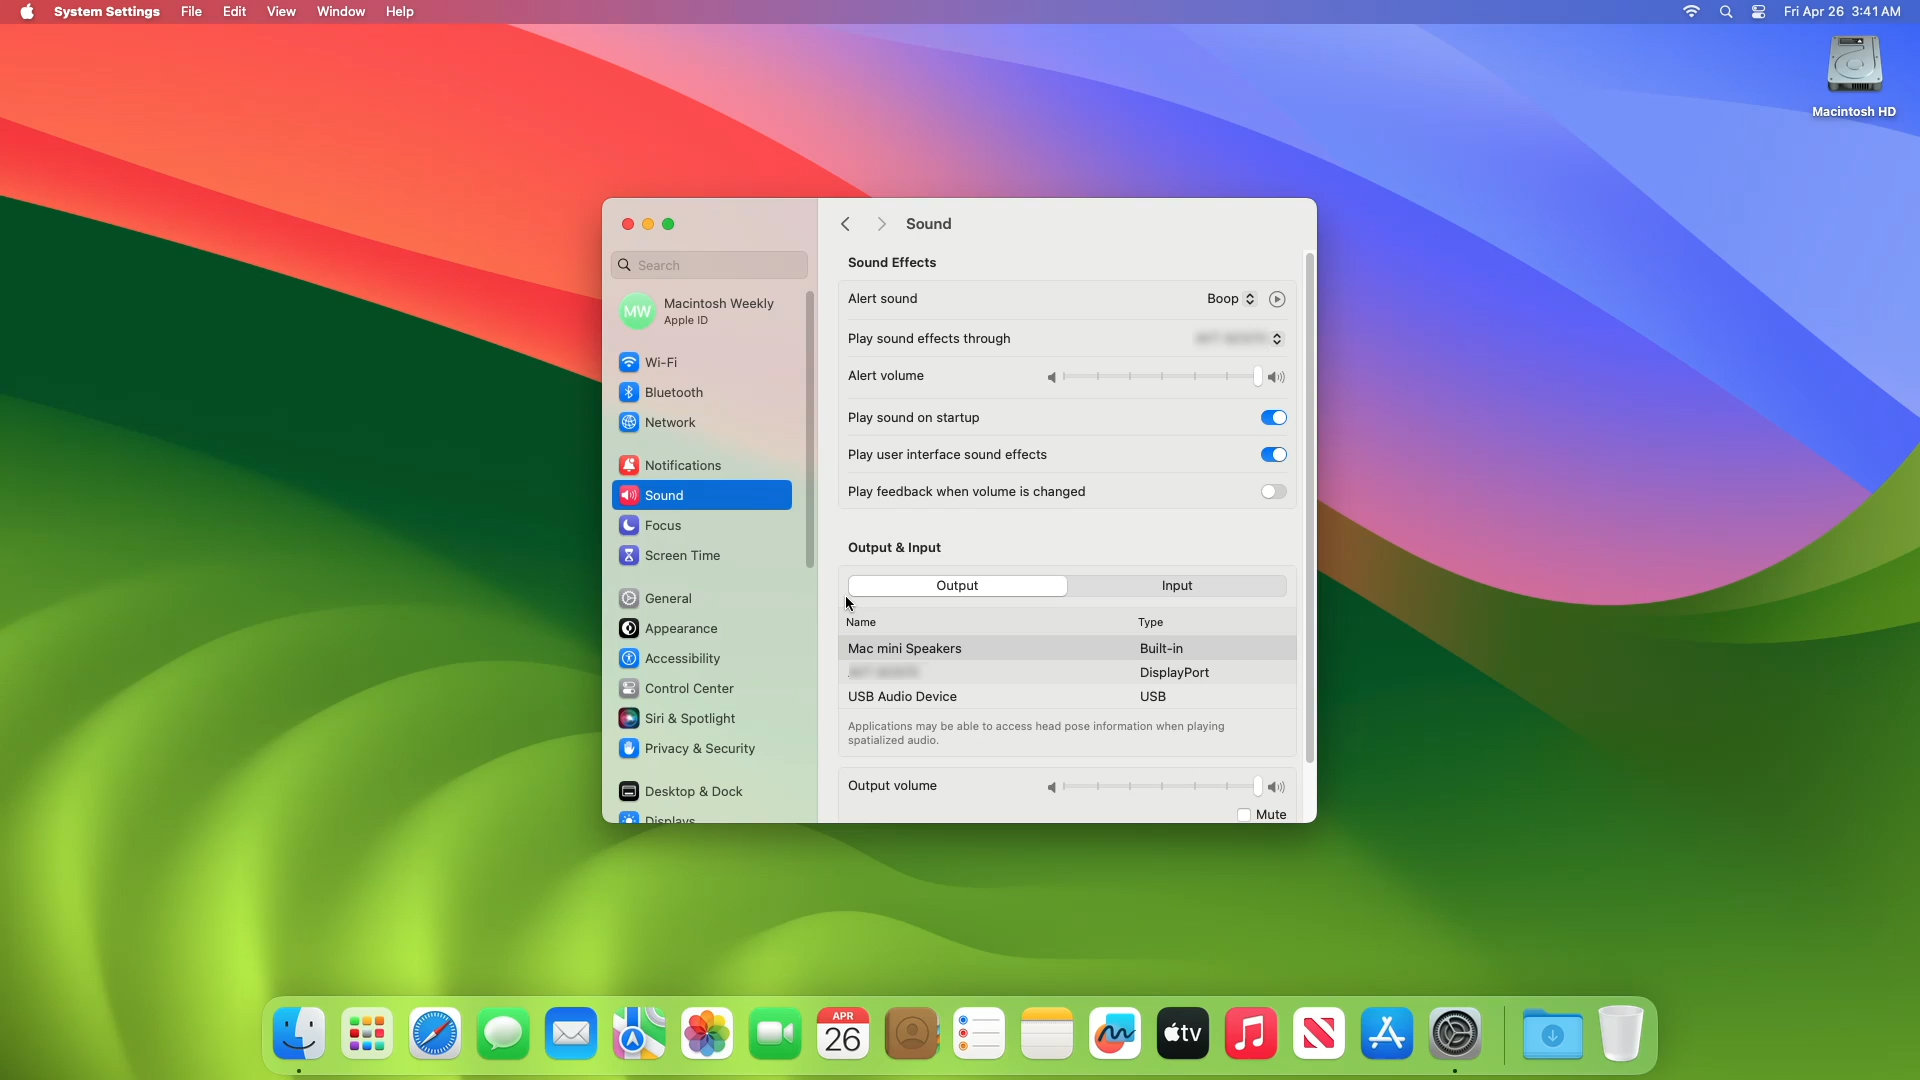 System Settings File Edit View Window Help Fri Apr 26 3:41 AM
Macintosh HD
Sound
Search
Macintosh Weekly
MW
Apple ID
Wi-Fi
Bluetooth
Network
Notifications
Sound
Focus
Screen Time
General
Appearance
Accessibility
Control Center
Siri & Spotlight
Privacy & Security
Desktop & Dock
Displays
Sound Effects
Alert sound Boop
Play sound effects through
Alert volume
Play sound on startup
Play user interface sound effects
Play feedback when volume is changed
Output & Input
Output Input
Name Type
Mac mini Speakers Built-in
DisplayPort
USB Audio Device USB
Applications may be able to access head pose information when playing
spatialized audio.
Output volume
Mute
APR
26
tv